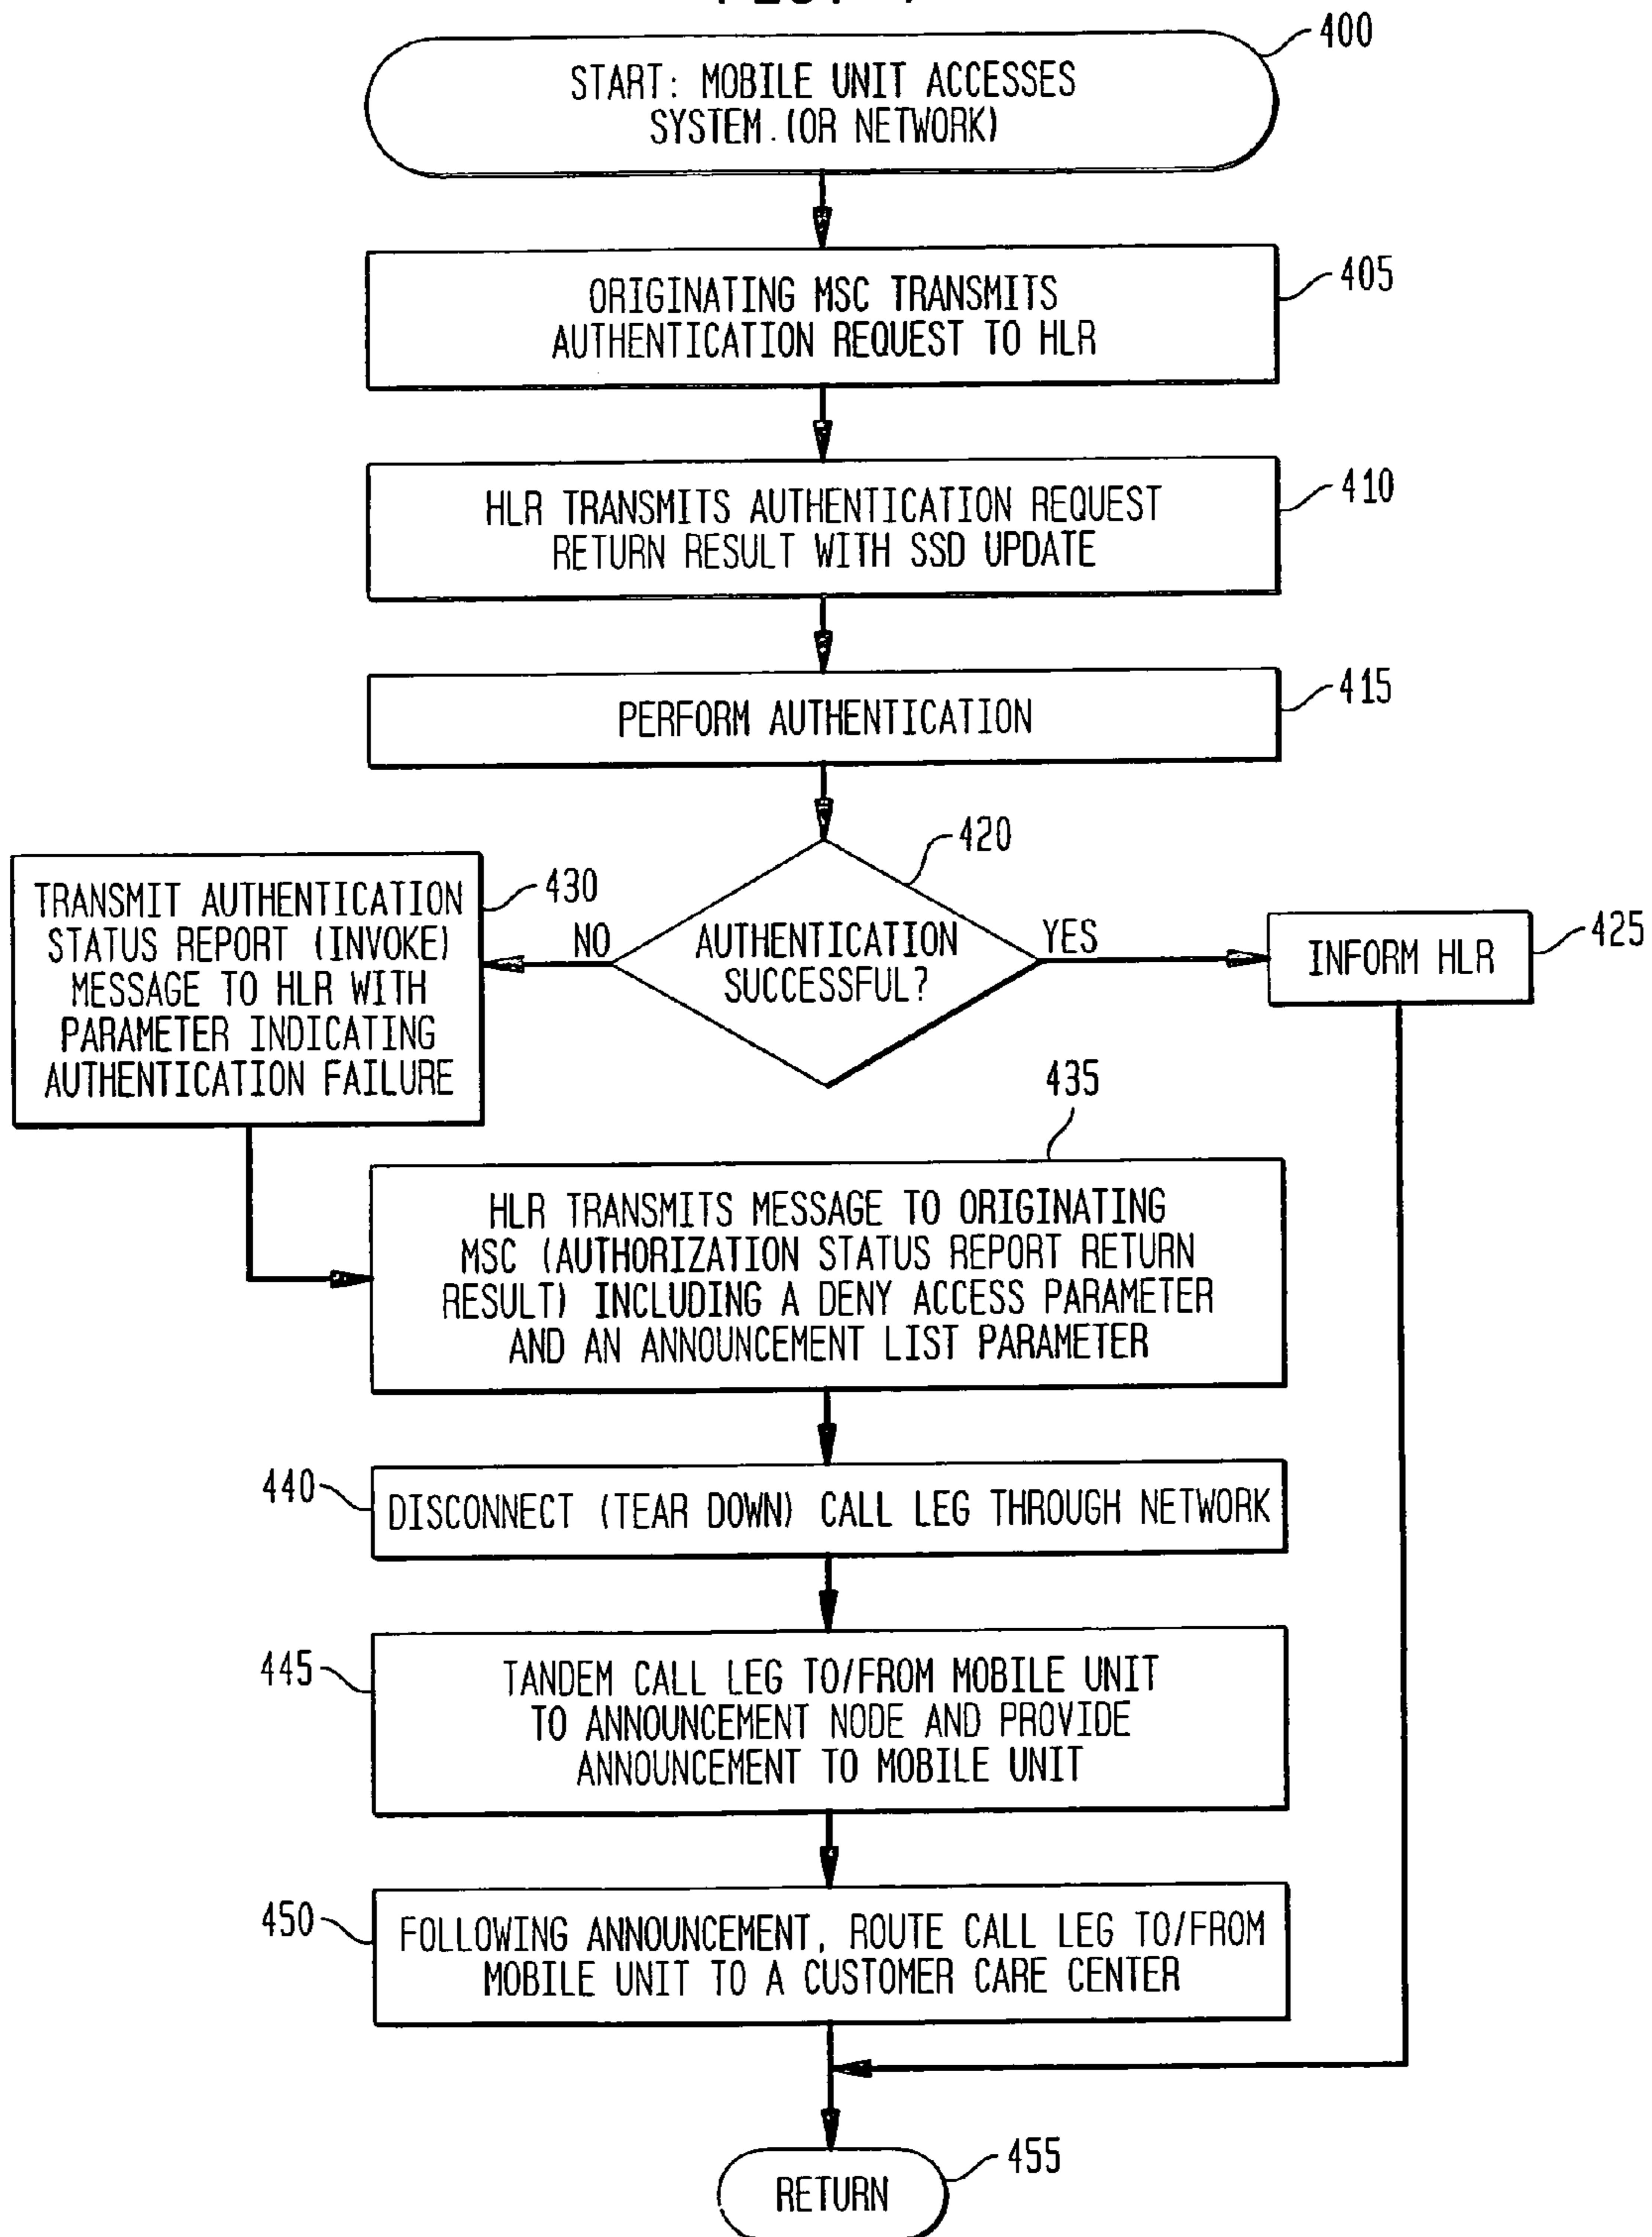 400
START: MOBILE UNIT ACCESSES
SYSTEM.(OR NETWORK)
405
ORIGINATING MSC TRANSMITS
AUTHENTICATION REQUEST TO HLR
410
HLR TRANSMITS AUTHENTICATION REQUEST
RETURN RESULT WITH SSD UPDATE
415
PERFORM AUTHENTICATION
420
AUTHENTICATION
SUCCESSFUL?
NO
YES
425
INFORM HLR
430
TRANSMIT AUTHENTICATION
STATUS REPORT (INVOKE)
MESSAGE TO HLR WITH
PARAMETER INDICATING
AUTHENTICATION FAILURE
435
HLR TRANSMITS MESSAGE TO ORIGINATING
MSC (AUTHORIZATION STATUS REPORT RETURN
RESULT) INCLUDING A DENY ACCESS PARAMETER
AND AN ANNOUNCEMENT LIST PARAMETER
440
DISCONNECT (TEAR DOWN) CALL LEG THROUGH NETWORK
445
TANDEM CALL LEG TO/FROM MOBILE UNIT
TO ANNOUNCEMENT NODE AND PROVIDE
ANNOUNCEMENT TO MOBILE UNIT
450
FOLLOWING ANNOUNCEMENT, ROUTE CALL LEG TO/FROM
MOBILE UNIT TO A CUSTOMER CARE CENTER
455
RETURN